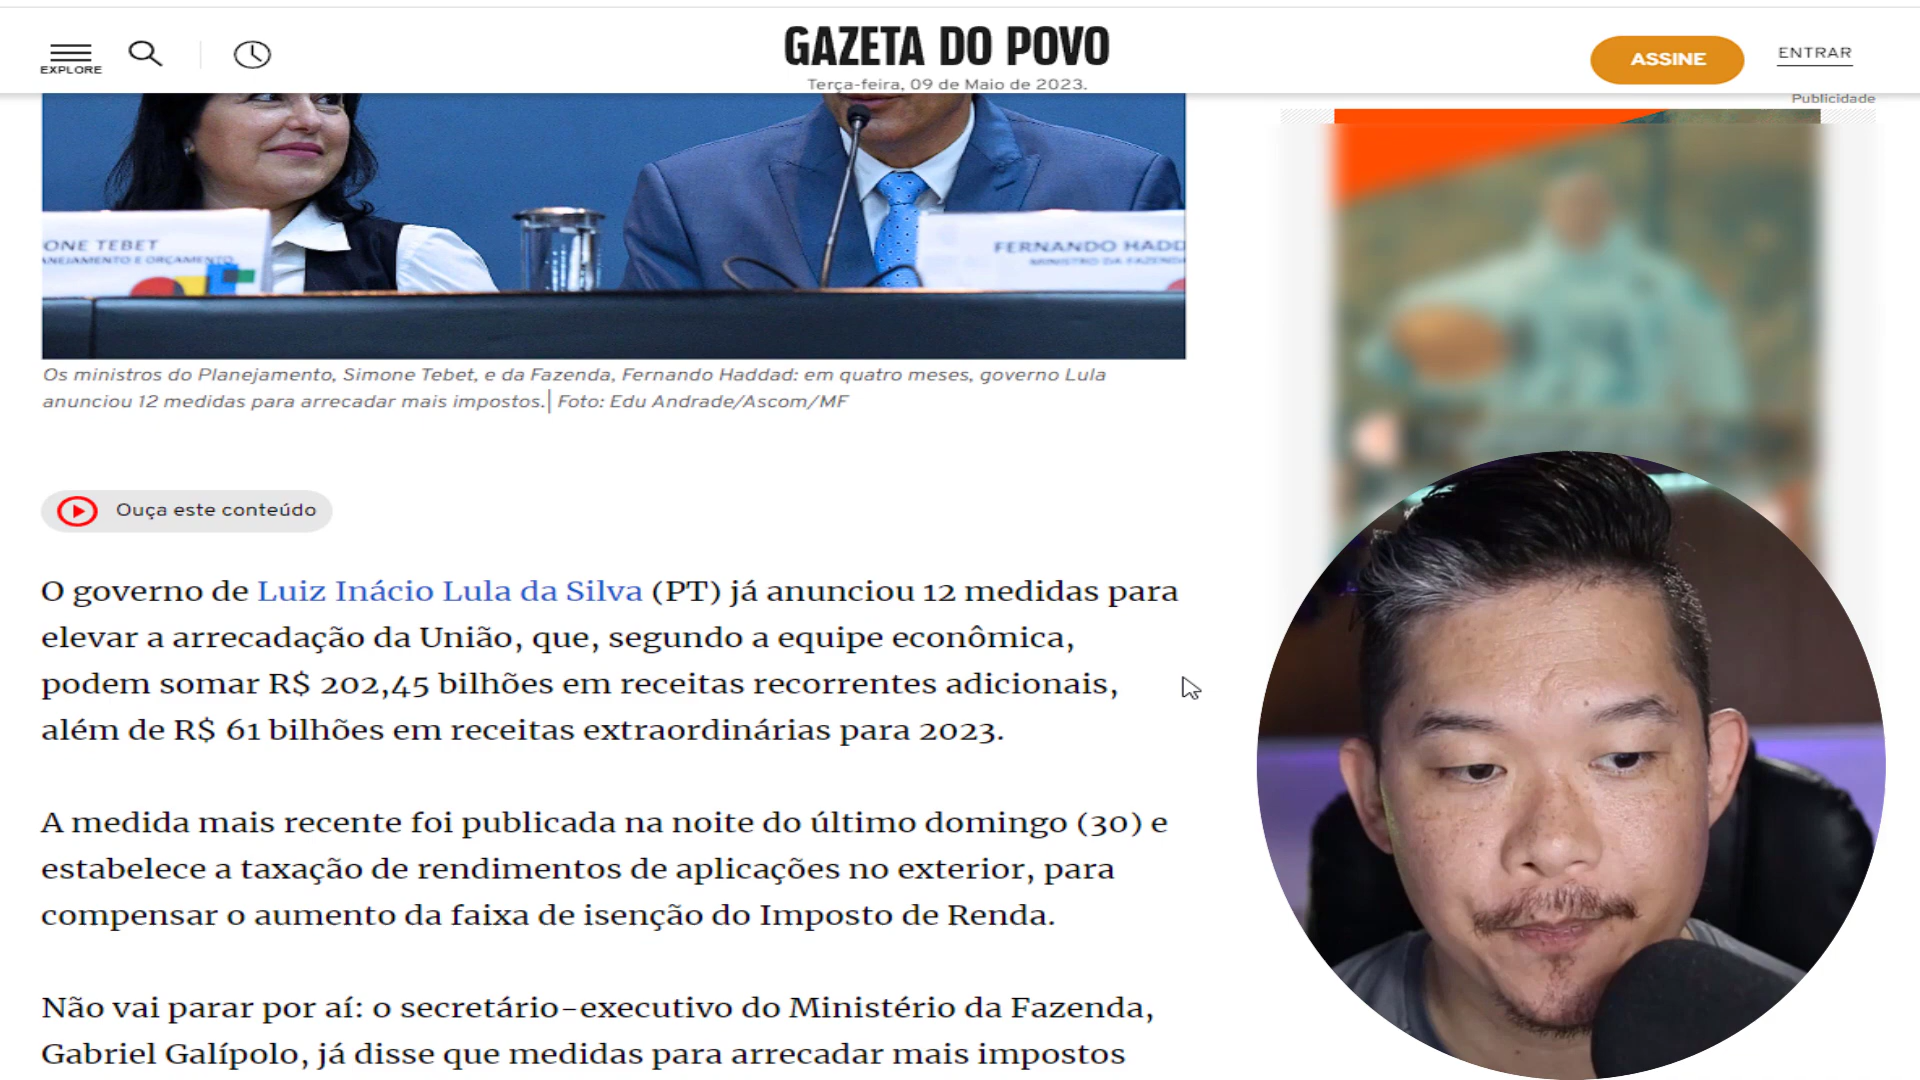 EXPLORE
GAZETA DO POVO
Terça-feira, 09 de Maio de 2023.
ASSINE
ENTRAR
Publicidade
ONE TEBET
ANEJAMENTO E ORÇAMENTO
FERNANDO HADD
MINISTRO DA FAZENDA
Os ministros do Planejamento, Simone Tebet, e da Fazenda, Fernando Haddad: em quatro meses, governo Lula
anunciou 12 medidas para arrecadar mais impostos.| Foto: Edu Andrade/Ascom/MF
Ouça este conteúdo
O governo de Luiz Inácio Lula da Silva (PT) já anunciou 12 medidas para
elevar a arrecadação da União, que, segundo a equipe econômica,
podem somar R$ 202,45 bilhões em receitas recorrentes adicionais,
além de R$ 61 bilhões em receitas extraordinárias para 2023.
A medida mais recente foi publicada na noite do último domingo (30) e
estabelece a taxação de rendimentos de aplicações no exterior, para
compensar o aumento da faixa de isenção do Imposto de Renda.
Não vai parar por aí: o secretário-executivo do Ministério da Fazenda,
Gabriel Galípolo, já disse que medidas para arrecadar mais impostos